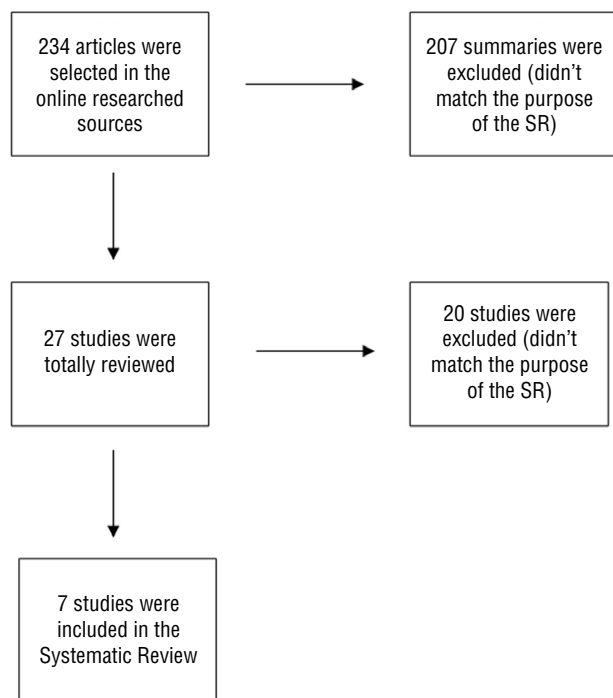 234 articles were
selected in the
online researched
sources
207 summaries were
excluded (didn't
match the purpose
of the SR)
27 studies were
totally reviewed
20 studies were
excluded (didn't
match the purpose
of the SR)
7 studies were
included in the
Systematic Review